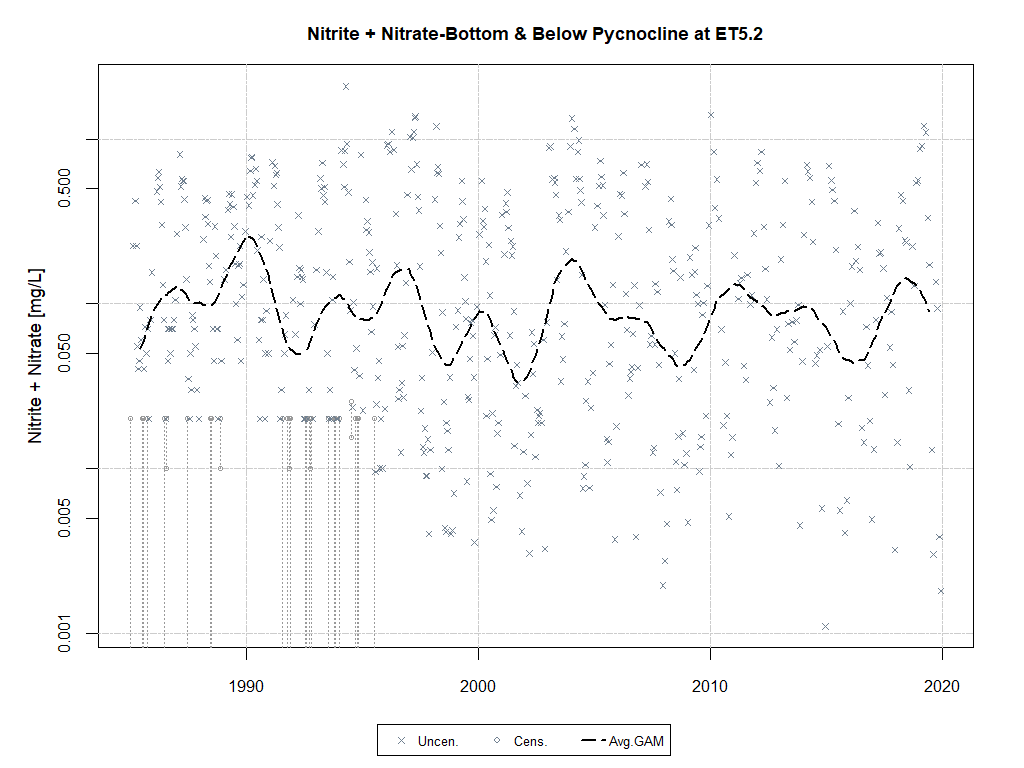 Nitrite + Nitrate-Bottom & Below Pycnocline at ET5.2
Nitrite + Nitrate [mg/L]
0.500
0.050
0.005
0.001
1990 2000 2010 2020
Uncen. Cens. Avg.GAM